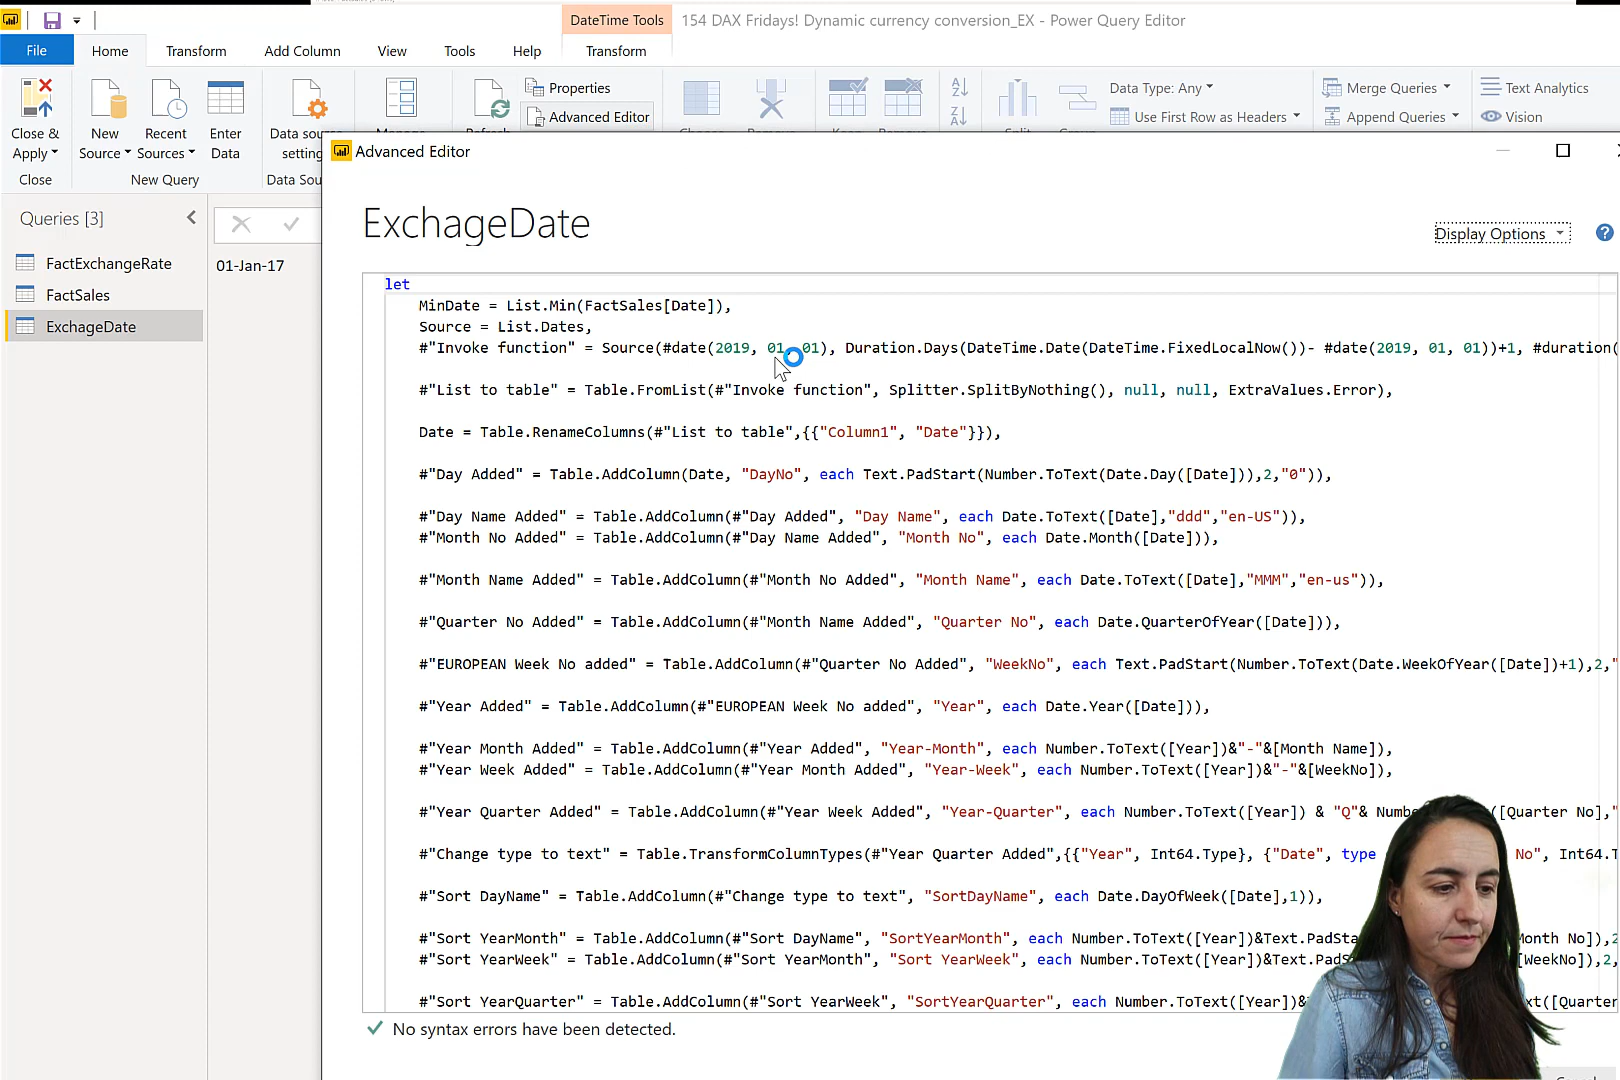 DateTime Tools
154 DAX Fridays! Dynamic currency conversion_EX - Power Query Editor
File
Home
Transform
Add Column
View
Tools
Help
Transform
Close & Apply
New Source
Recent Sources
Enter Data
Data
Properties
Advanced Editor
Data Type: Any
Use First Row as Headers
Merge Queries
Append Queries
Text Analytics
Vision
Close
New Query
Advanced Editor
Queries [3]
FactExchangeRate
FactSales
ExchageDate
01-Jan-17
ExchageDate
Display Options
let
MinDate = List.Min(FactSales[Date]),
Source = List.Dates,
#"Invoke function" = Source(#date(2019, 01, 01), Duration.Days(DateTime.Date(DateTime.FixedLocalNow())- #date(2019, 01, 01))+1, #duration(
#"List to table" = Table.FromList(#"Invoke function", Splitter.SplitByNothing(), null, null, ExtraValues.Error),
Date = Table.RenameColumns(#"List to table",{{"Column1", "Date"}}),
#"Day Added" = Table.AddColumn(Date, "DayNo", each Text.PadStart(Number.ToText(Date.Day([Date])),2,"0")),
#"Day Name Added" = Table.AddColumn(#"Day Added", "Day Name", each Date.ToText([Date],"ddd","en-US")),
#"Month No Added" = Table.AddColumn(#"Day Name Added", "Month No", each Date.Month([Date])),
#"Month Name Added" = Table.AddColumn(#"Month No Added", "Month Name", each Date.ToText([Date],"MMM","en-us")),
#"Quarter No Added" = Table.AddColumn(#"Month Name Added", "Quarter No", each Date.QuarterOfYear([Date])),
#"EUROPEAN Week No added" = Table.AddColumn(#"Quarter No Added", "WeekNo", each Text.PadStart(Number.ToText(Date.WeekOfYear([Date])+1),2,"
#"Year Added" = Table.AddColumn(#"EUROPEAN Week No added", "Year", each Date.Year([Date])),
#"Year Month Added" = Table.AddColumn(#"Year Added", "Year-Month", each Number.ToText([Year])&"-"&[Month Name]),
#"Year Week Added" = Table.AddColumn(#"Year Month Added", "Year-Week", each Number.ToText([Year])&"-"&[WeekNo]),
#"Year Quarter Added" = Table.AddColumn(#"Year Week Added", "Year-Quarter", each Number.ToText([Year]) & "Q"& ([Quarter No],"
#"Change type to text" = Table.TransformColumnTypes(#"Year Quarter Added",{{"Year", Int64.Type}, {"Date", type No", Int64.T
#"Sort DayName" = Table.AddColumn(#"Change type to text", "SortDayName", each Date.DayOfWeek([Date],1)),
#"Sort YearMonth" = Table.AddColumn(#"Sort DayName", "SortYearMonth", each Number.ToText([Year])&Text.PadSta Month No]),2
#"Sort YearWeek" = Table.AddColumn(#"Sort YearMonth", "Sort YearWeek", each Number.ToText([Year])&Text.PadS [WeekNo]),2,
#"Sort YearQuarter" = Table.AddColumn(#"Sort YearWeek", "SortYearQuarter", each Number.ToText([Year])& xt([Quarter
No syntax errors have been detected.